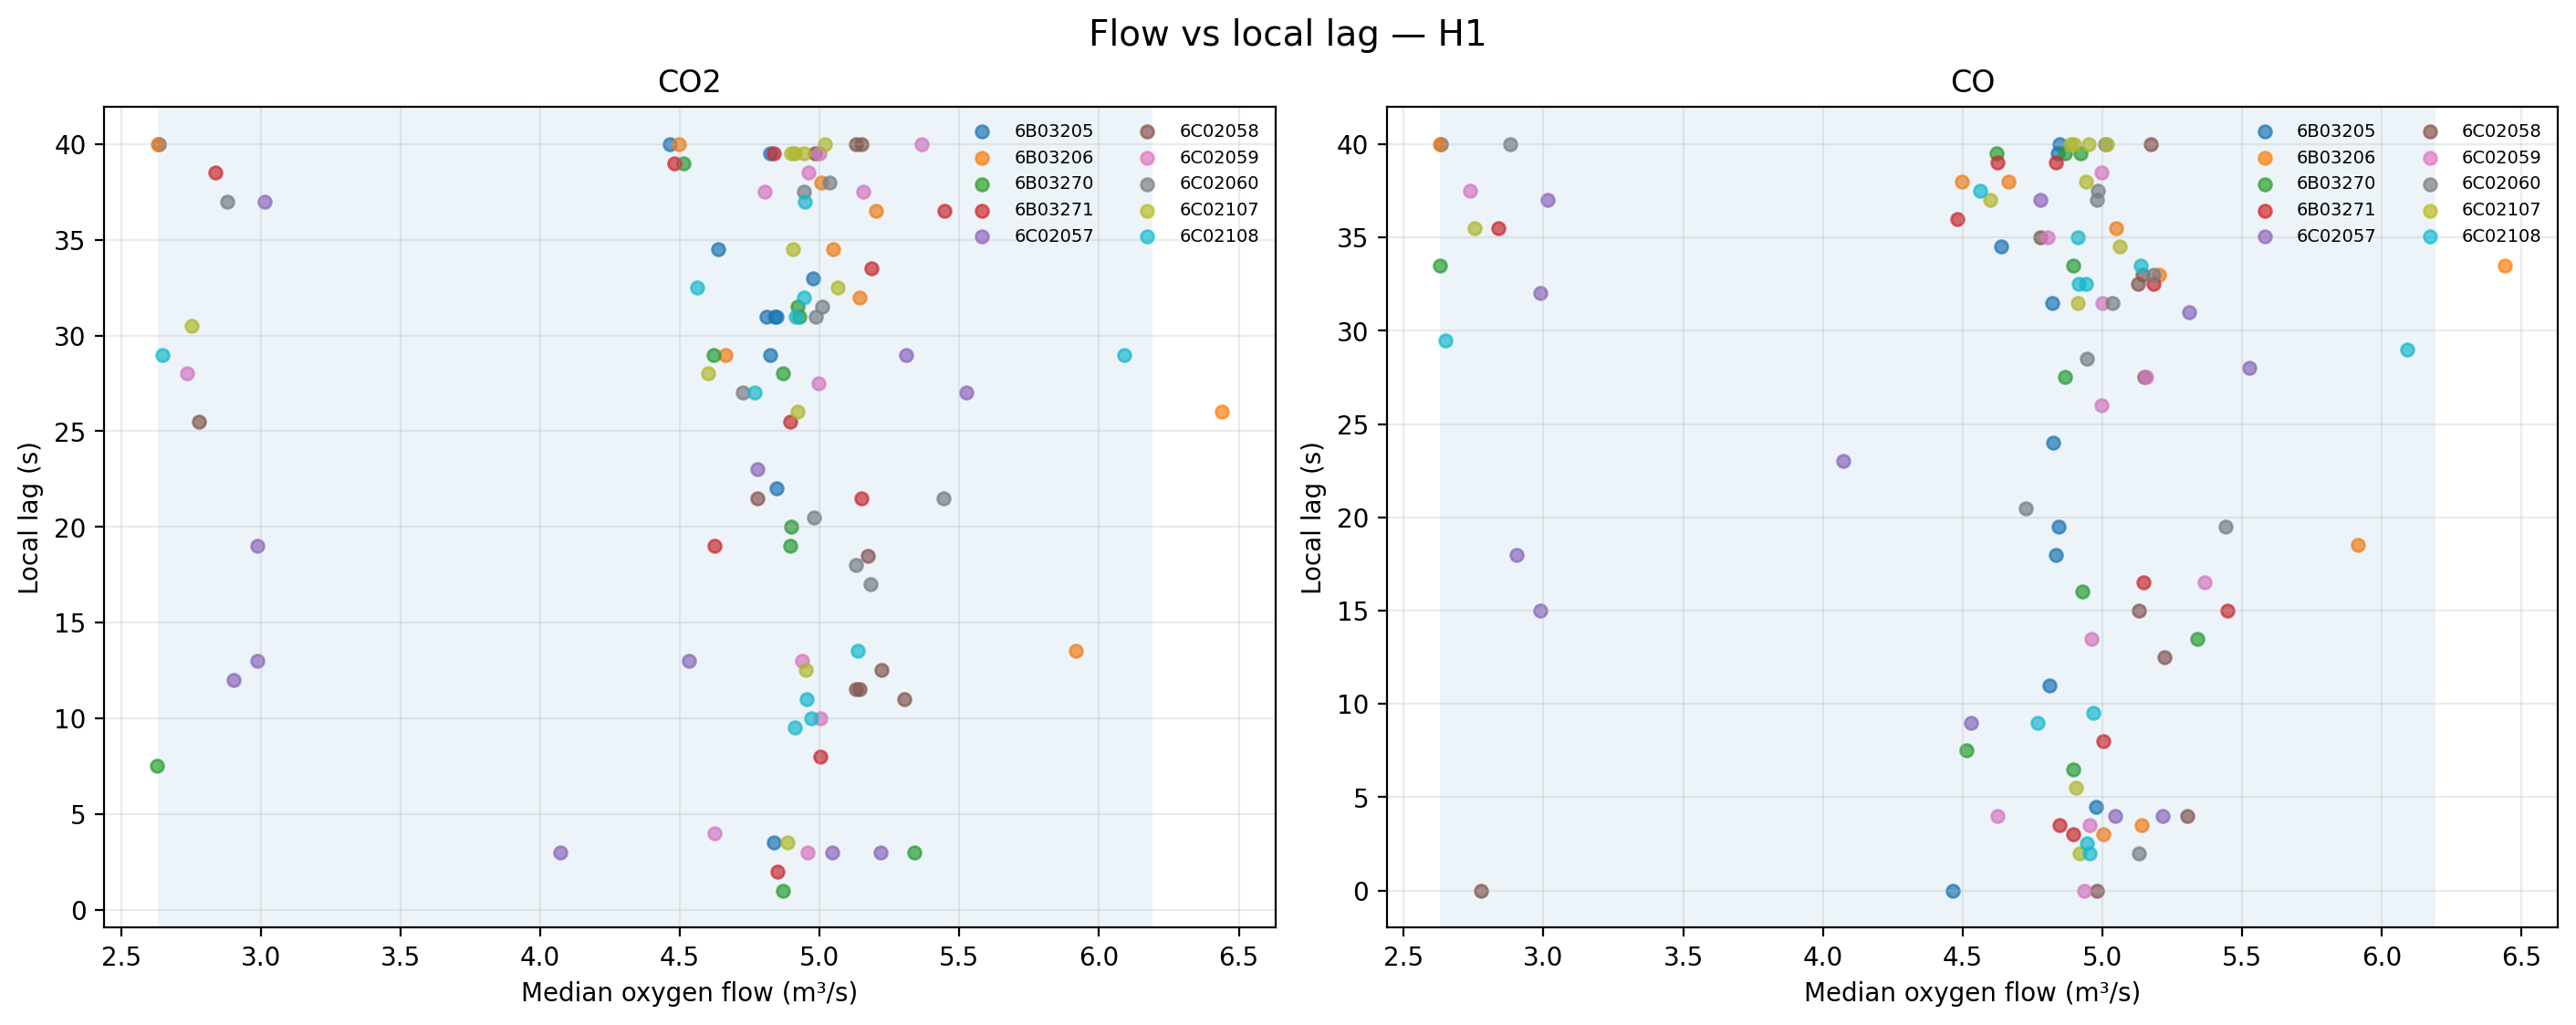 Flow vs local lag — H1
CO2
40
35
30
25
20
15
10
5
0
Local lag (s)
2.5 3.0 3.5 4.0 4.5 5.0 5.5 6.0 6.5
Median oxygen flow (m³/s)
6B03205 6C02058
6B03206 6C02059
6B03270 6C02060
6B03271 6C02107
6C02057 6C02108
CO
40
35
30
25
20
15
10
5
0
Local lag (s)
2.5 3.0 3.5 4.0 4.5 5.0 5.5 6.0 6.5
Median oxygen flow (m³/s)
6B03205 6C02058
6B03206 6C02059
6B03270 6C02060
6B03271 6C02107
6C02057 6C02108